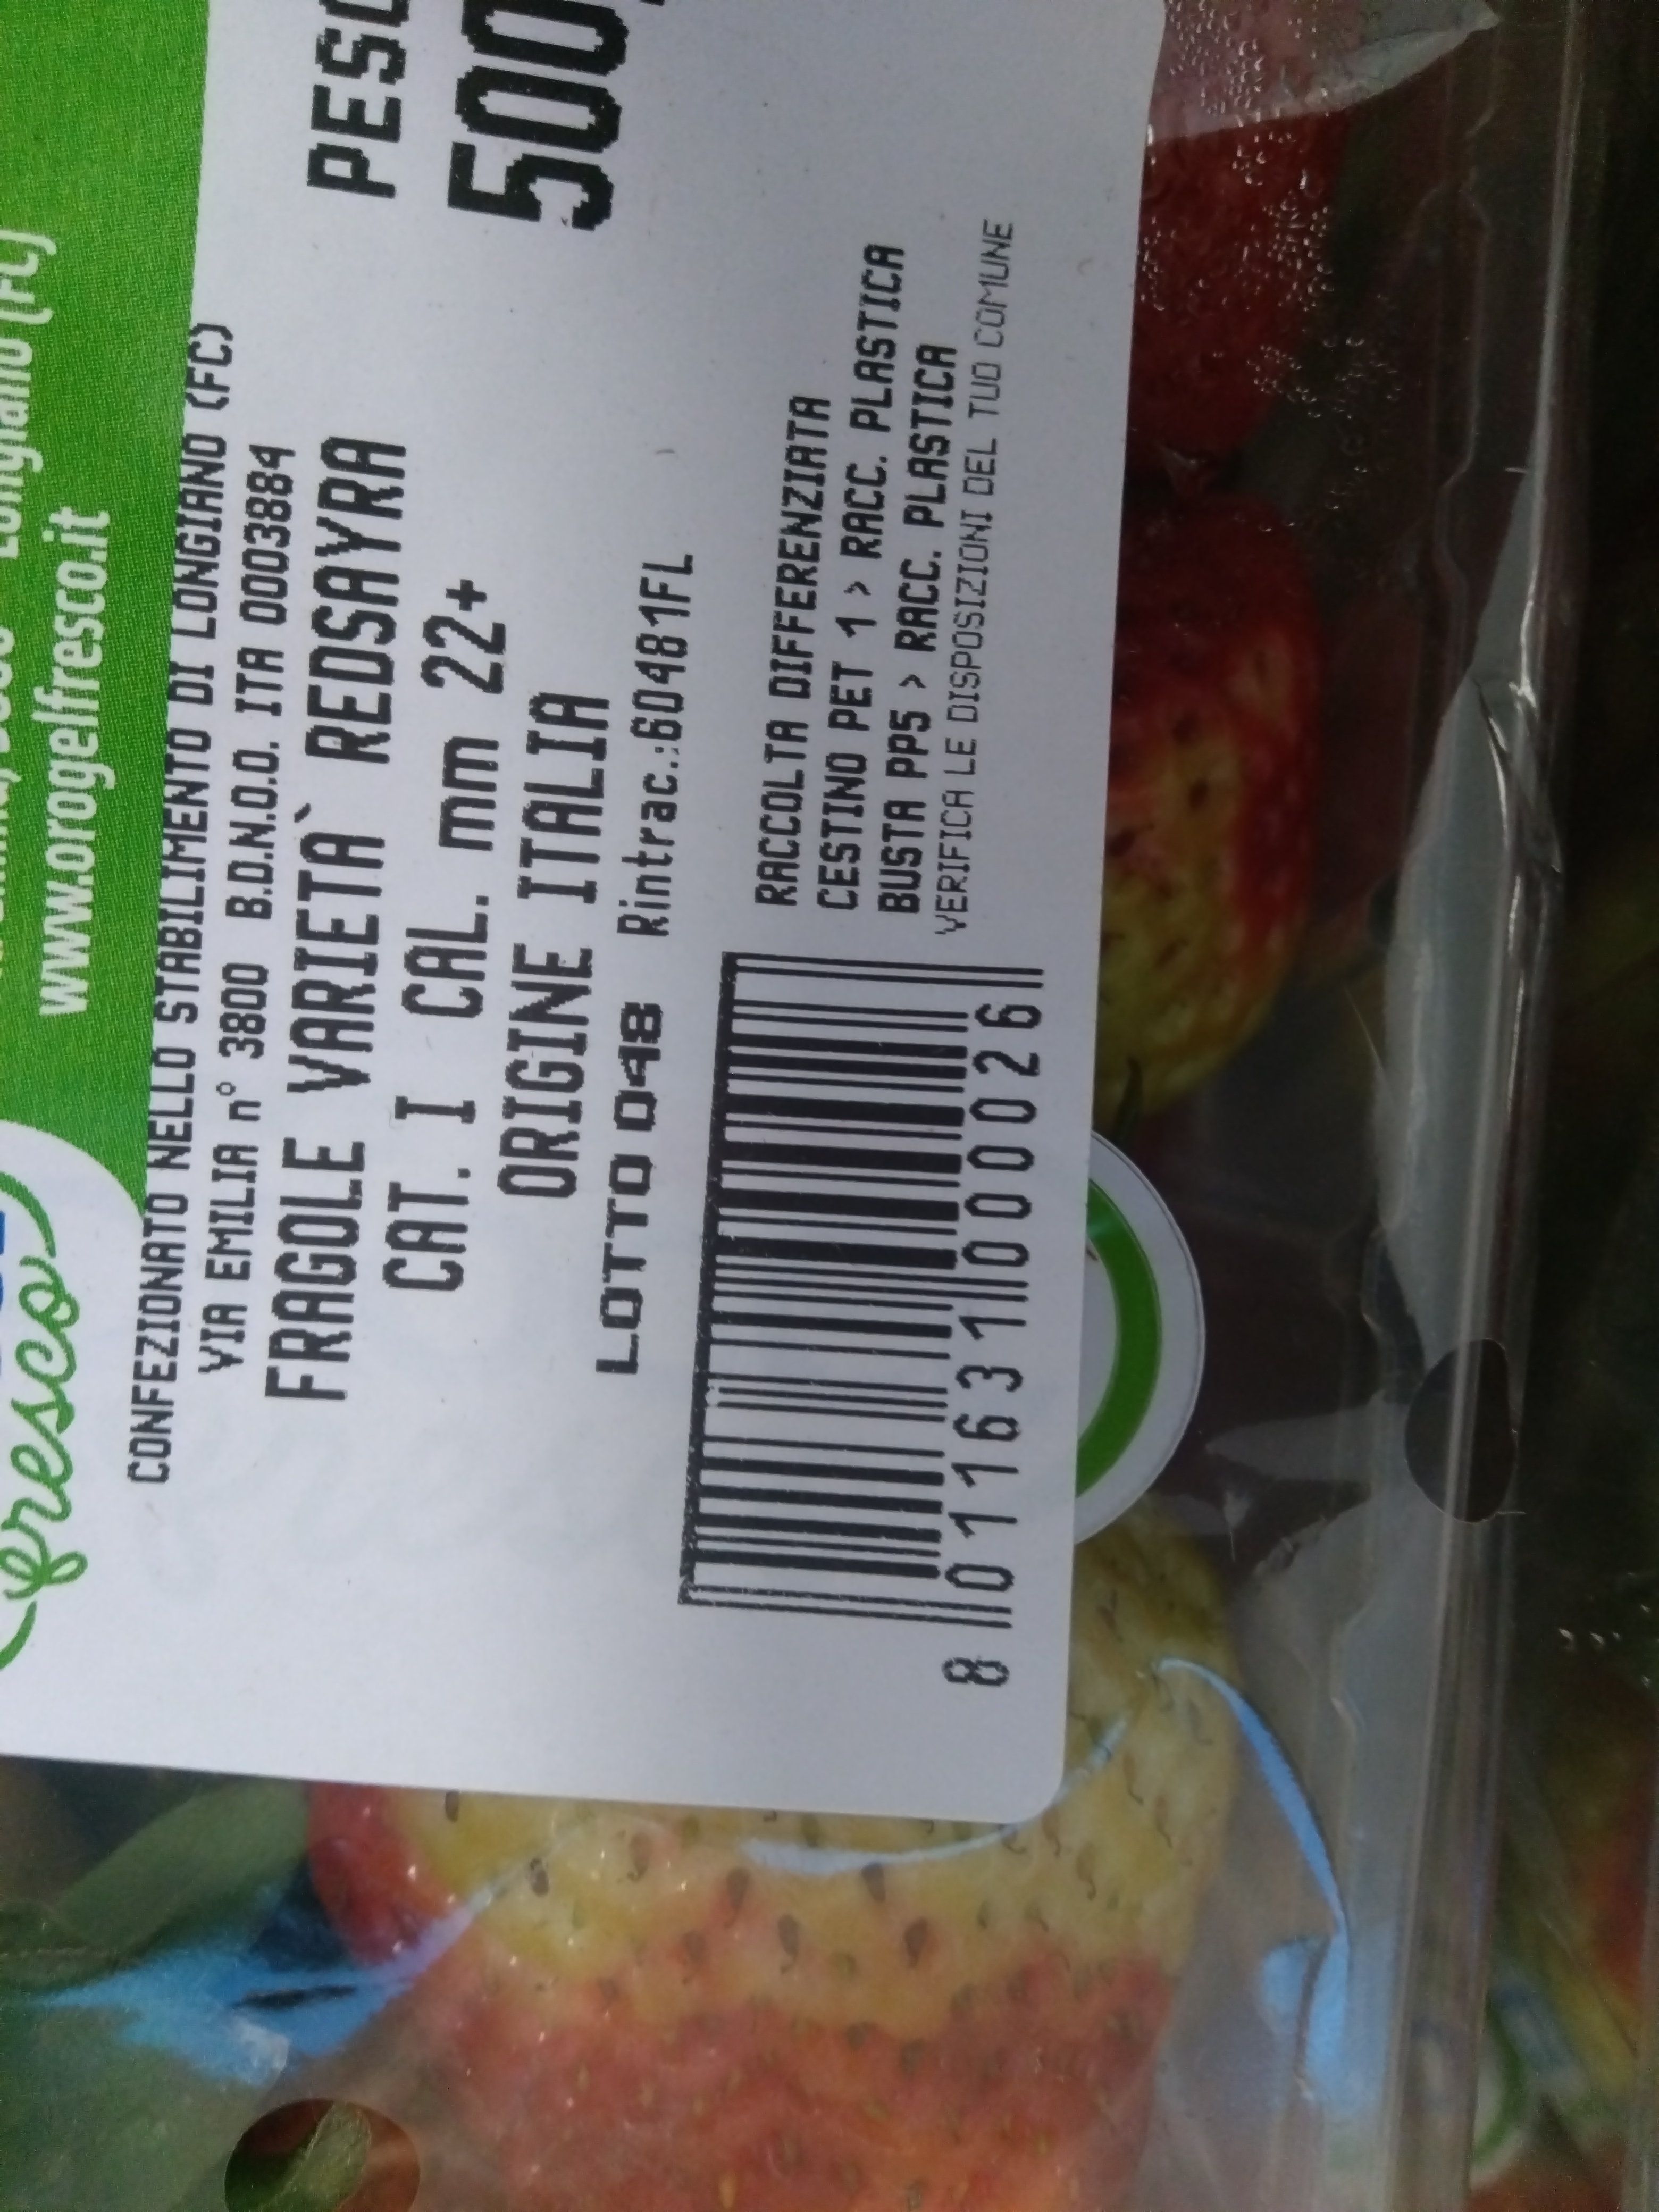 fresco
www.orogelfresco.it
CONFEZIONATO NELLO STABILIMENTO DI LONGIANO (FC)
VIA EMILIA n° 3800 B.D.N.O.O. ITA 0003884
FRAGOLE VARIETA` REDSAYRA
CAT. I CAL. mm 22+
ORIGINE ITALIA
LOTTO 048 Rintrac.:60481FL
500
RACCOLTA DIFFERENZIATA
CESTINO PET 1 > RACC. PLASTICA
BUSTA PP5 > RACC. PLASTICA
VERIFICA LE DISPOSIZIONI DEL TUO COMUNE
8 011631 000026